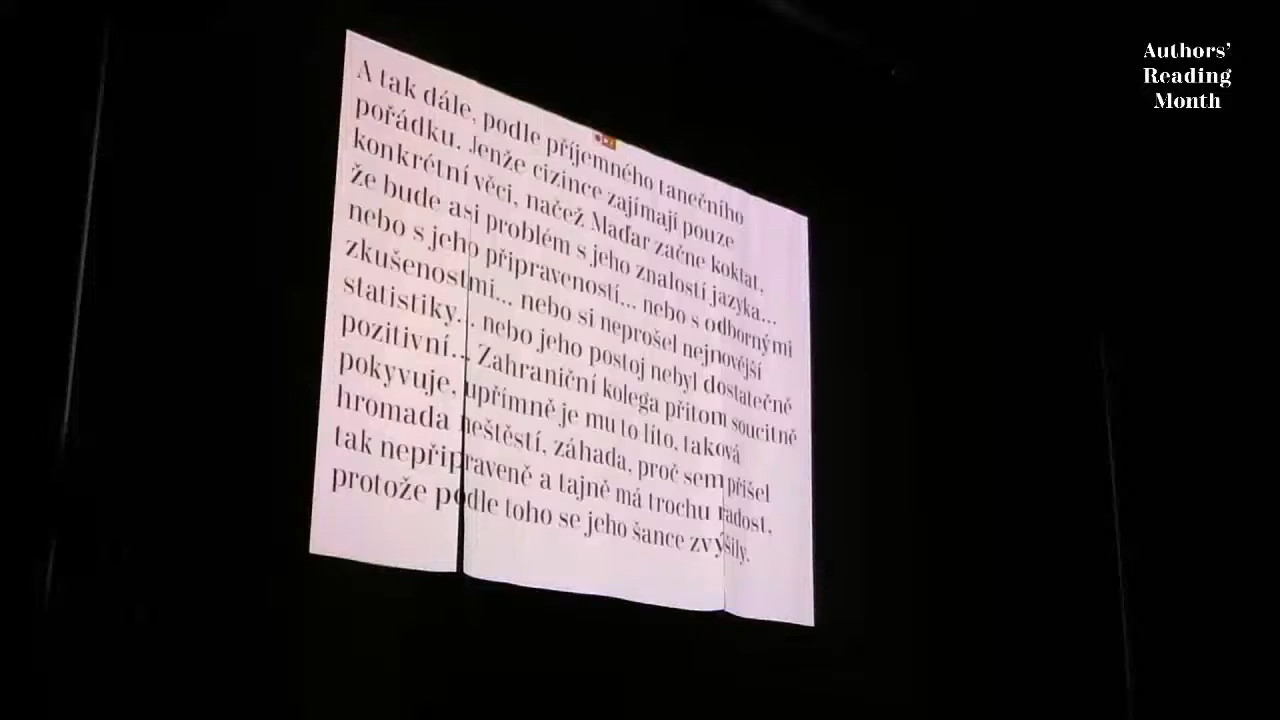 A tak dále, podle příjemného tanečního
pořádku. Jenže cizince zajímají pouze
konkrétní věci, načež Maďar začne koktat,
že bude asi problém s jeho znalostí jazyka...
nebo s jeho připraveností... nebo s odbornými
zkušenostmi... nebo si neprošel nejnovější
statistiky... nebo jeho postoj nebyl dostatečně
pozitivní... Zahraniční kolega přitom soucitně
pokyvuje, upřímně je mu to líto, taková
hromada neštěstí, záhada, proč sem přišel
tak nepřipraveně a tajně má trochu radost,
protože podle toho se jeho šance zvýšily.
Authors'
Reading
Month